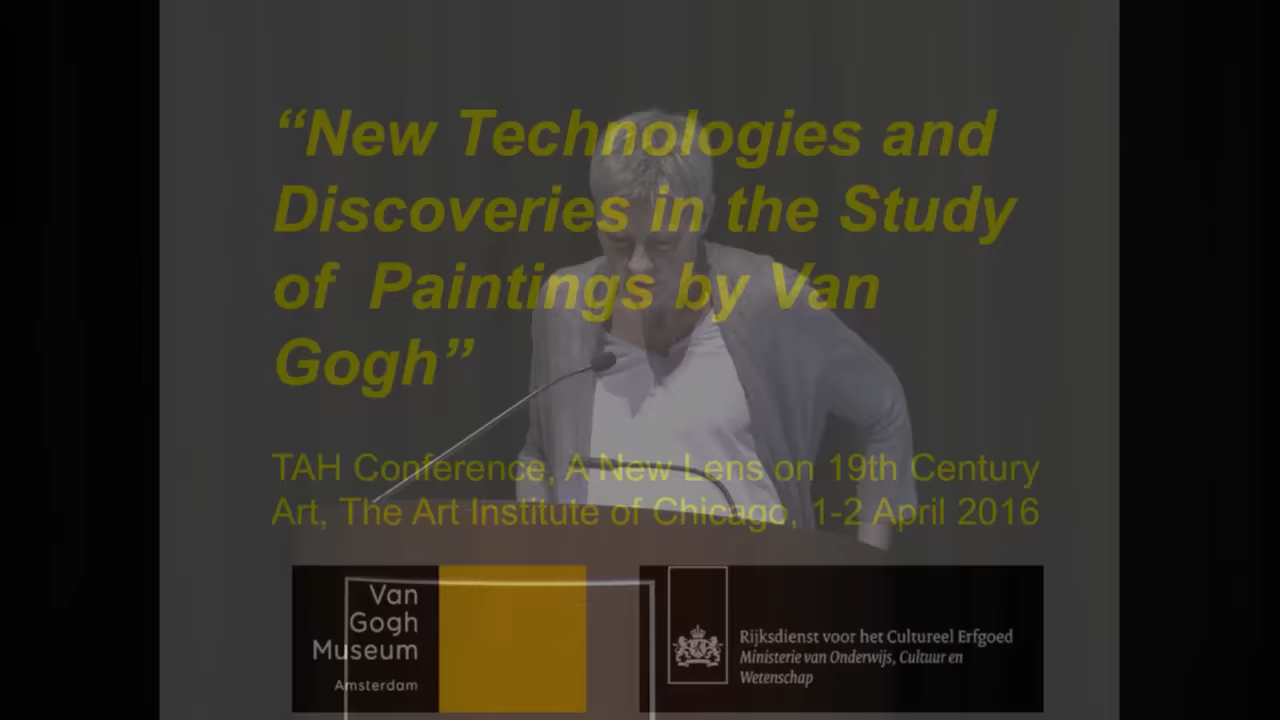 “New Technologies and
Discoveries in the Study
of Paintings by Van
Gogh”
TAH Conference, A New Lens on 19th Century
Art, The Art Institute of Chicago, 1-2 April 2016
Van
Gogh
Museum
Amsterdam
Rijksdienst voor het Cultureel Erfgoed
Ministerie van Onderwijs, Cultuur en
Wetenschap